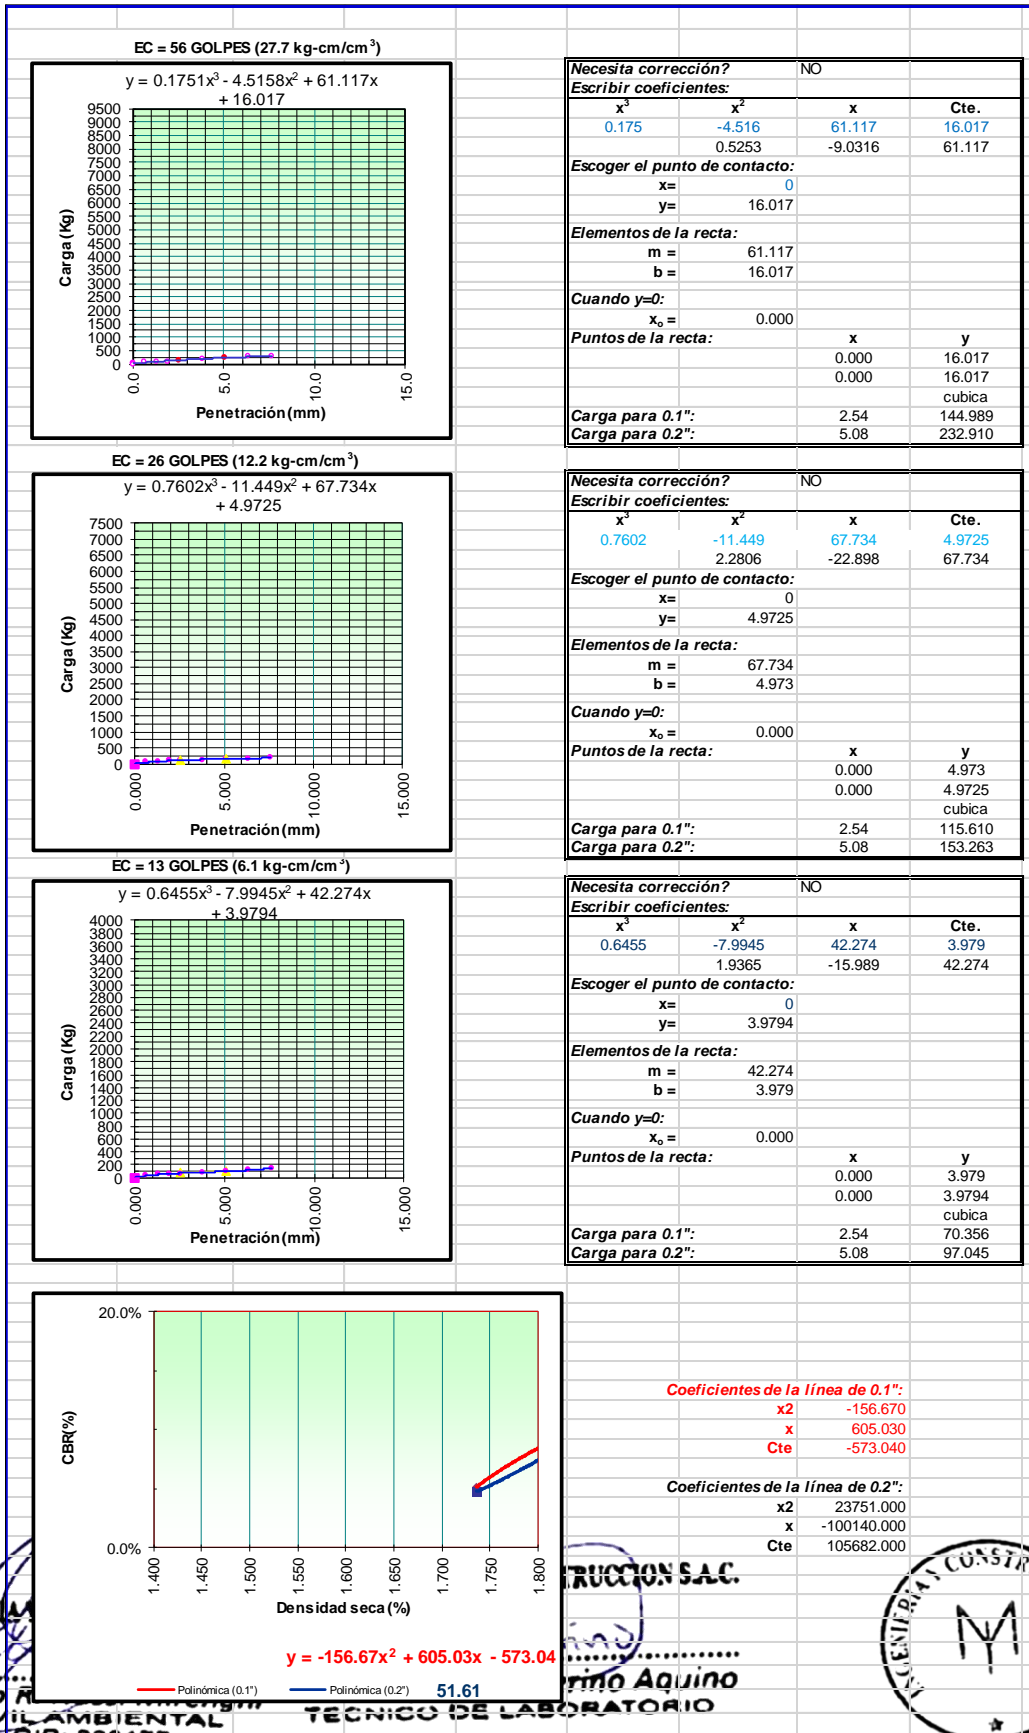 EC = 56 GOLPES (27.7 kg-cm/cm³)
y = 0.1751x³ - 4.5158x² + 61.117x
+ 16.017
9500
9000
8500
8000
7500
7000
6500
6000
5500
5000
4500
4000
3500
3000
2500
2000
1500
1000
500
0
Carga (Kg)
0.0
5.0
10.0
15.0
Penetración (mm)
Necesita corrección? NO
Escribir coeficientes:
x³ x² x Cte.
0.175 -4.516 61.117 16.017
0.5253 -9.0316 61.117
Escoger el punto de contacto:
x= 0
y= 16.017
Elementos de la recta:
m = 61.117
b = 16.017
Cuando y=0:
x₀ = 0.000
Puntos de la recta: x y
0.000 16.017
0.000 16.017
cubica
Carga para 0.1": 2.54 144.989
Carga para 0.2": 5.08 232.910
EC = 26 GOLPES (12.2 kg-cm/cm³)
y = 0.7602x³ - 11.449x² + 67.734x
+ 4.9725
7500
7000
6500
6000
5500
5000
4500
4000
3500
3000
2500
2000
1500
1000
500
0
Carga (Kg)
0.000
5.000
10.000
15.000
Penetración (mm)
Necesita corrección? NO
Escribir coeficientes:
x³ x² x Cte.
0.7602 -11.449 67.734 4.9725
2.2806 -22.898 67.734
Escoger el punto de contacto:
x= 0
y= 4.9725
Elementos de la recta:
m = 67.734
b = 4.973
Cuando y=0:
x₀ = 0.000
Puntos de la recta: x y
0.000 4.973
0.000 4.9725
cubica
Carga para 0.1": 2.54 115.610
Carga para 0.2": 5.08 153.263
EC = 13 GOLPES (6.1 kg-cm/cm³)
y = 0.6455x³ - 7.9945x² + 42.274x
+ 3.9794
4000
3800
3600
3400
3200
3000
2800
2600
2400
2200
2000
1800
1600
1400
1200
1000
800
600
400
200
0
Carga (Kg)
0.000
5.000
10.000
15.000
Penetración (mm)
Necesita corrección? NO
Escribir coeficientes:
x³ x² x Cte.
0.6455 -7.9945 42.274 3.979
1.9365 -15.989 42.274
Escoger el punto de contacto:
x= 0
y= 3.9794
Elementos de la recta:
m = 42.274
b = 3.979
Cuando y=0:
x₀ = 0.000
Puntos de la recta: x y
0.000 3.979
0.000 3.9794
cubica
Carga para 0.1": 2.54 70.356
Carga para 0.2": 5.08 97.045
20.0%
0.0%
CBR(%)
1.400
1.450
1.500
1.550
1.600
1.650
1.700
1.750
1.800
Densidad seca (%)
y = -156.67x² + 605.03x - 573.04
Polinómica (0.1") Polinómica (0.2") 51.61
Coeficientes de la línea de 0.1":
x2 -156.670
x 605.030
Cte -573.040
Coeficientes de la línea de 0.2":
x2 23751.000
x -100140.000
Cte 105682.000
RUCCION S.A.C.
Aquino
TECNICO DE LABORATORIO
IL AMBIENTAL